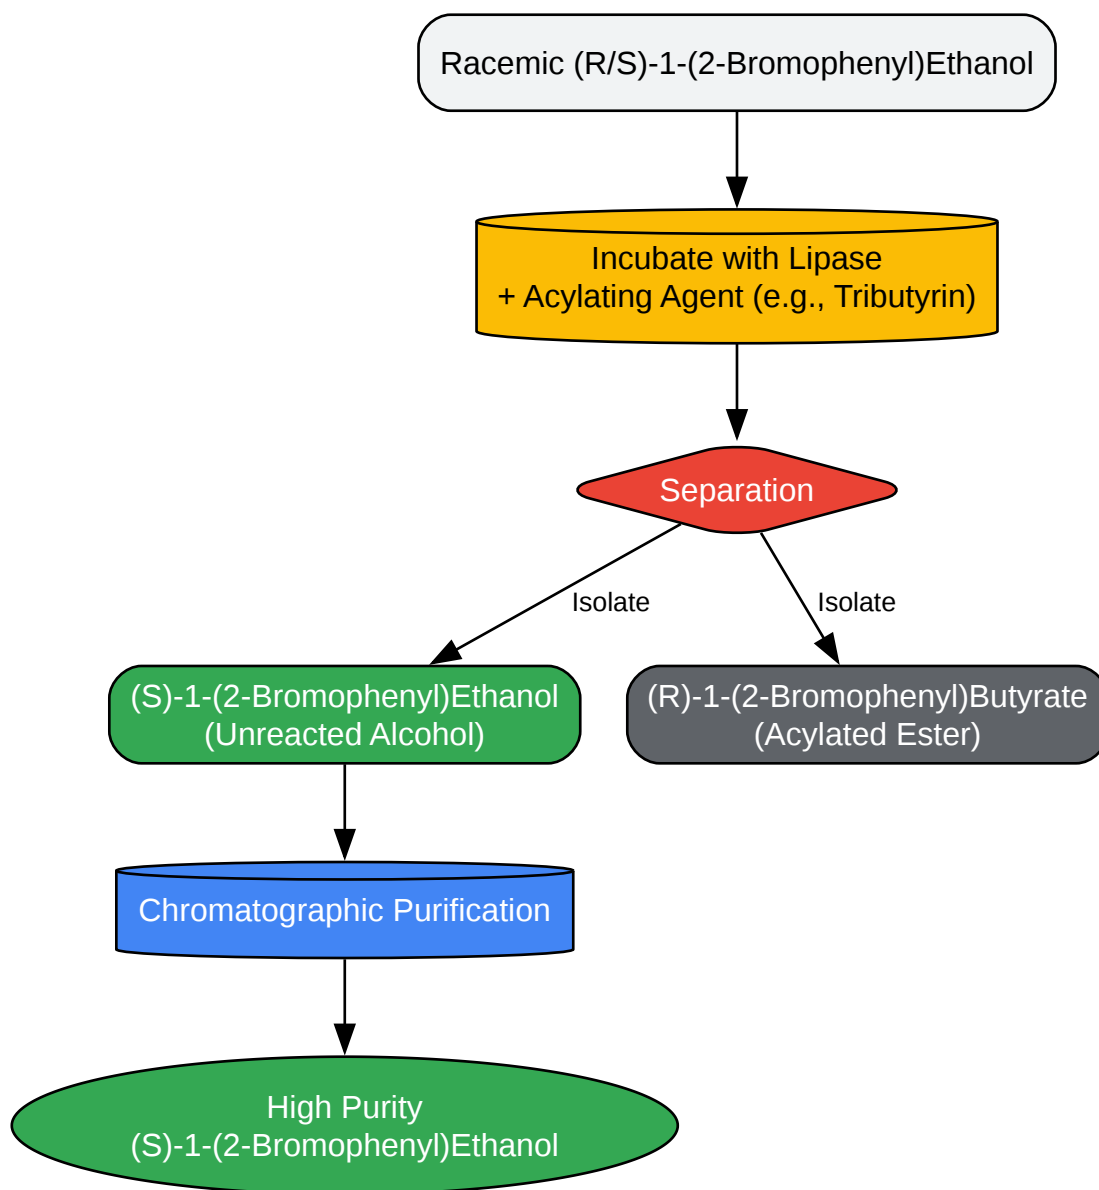 Racemic (R/S)-1-(2-Bromophenyl)Ethanol
Incubate with Lipase
+ Acylating Agent (e.g., Tributyrin)
Separation
Isolate
Isolate
(S)-1-(2-Bromophenyl)Ethanol
(Unreacted Alcohol)
(R)-1-(2-Bromophenyl)Butyrate
(Acylated Ester)
Chromatographic Purification
High Purity
(S)-1-(2-Bromophenyl)Ethanol